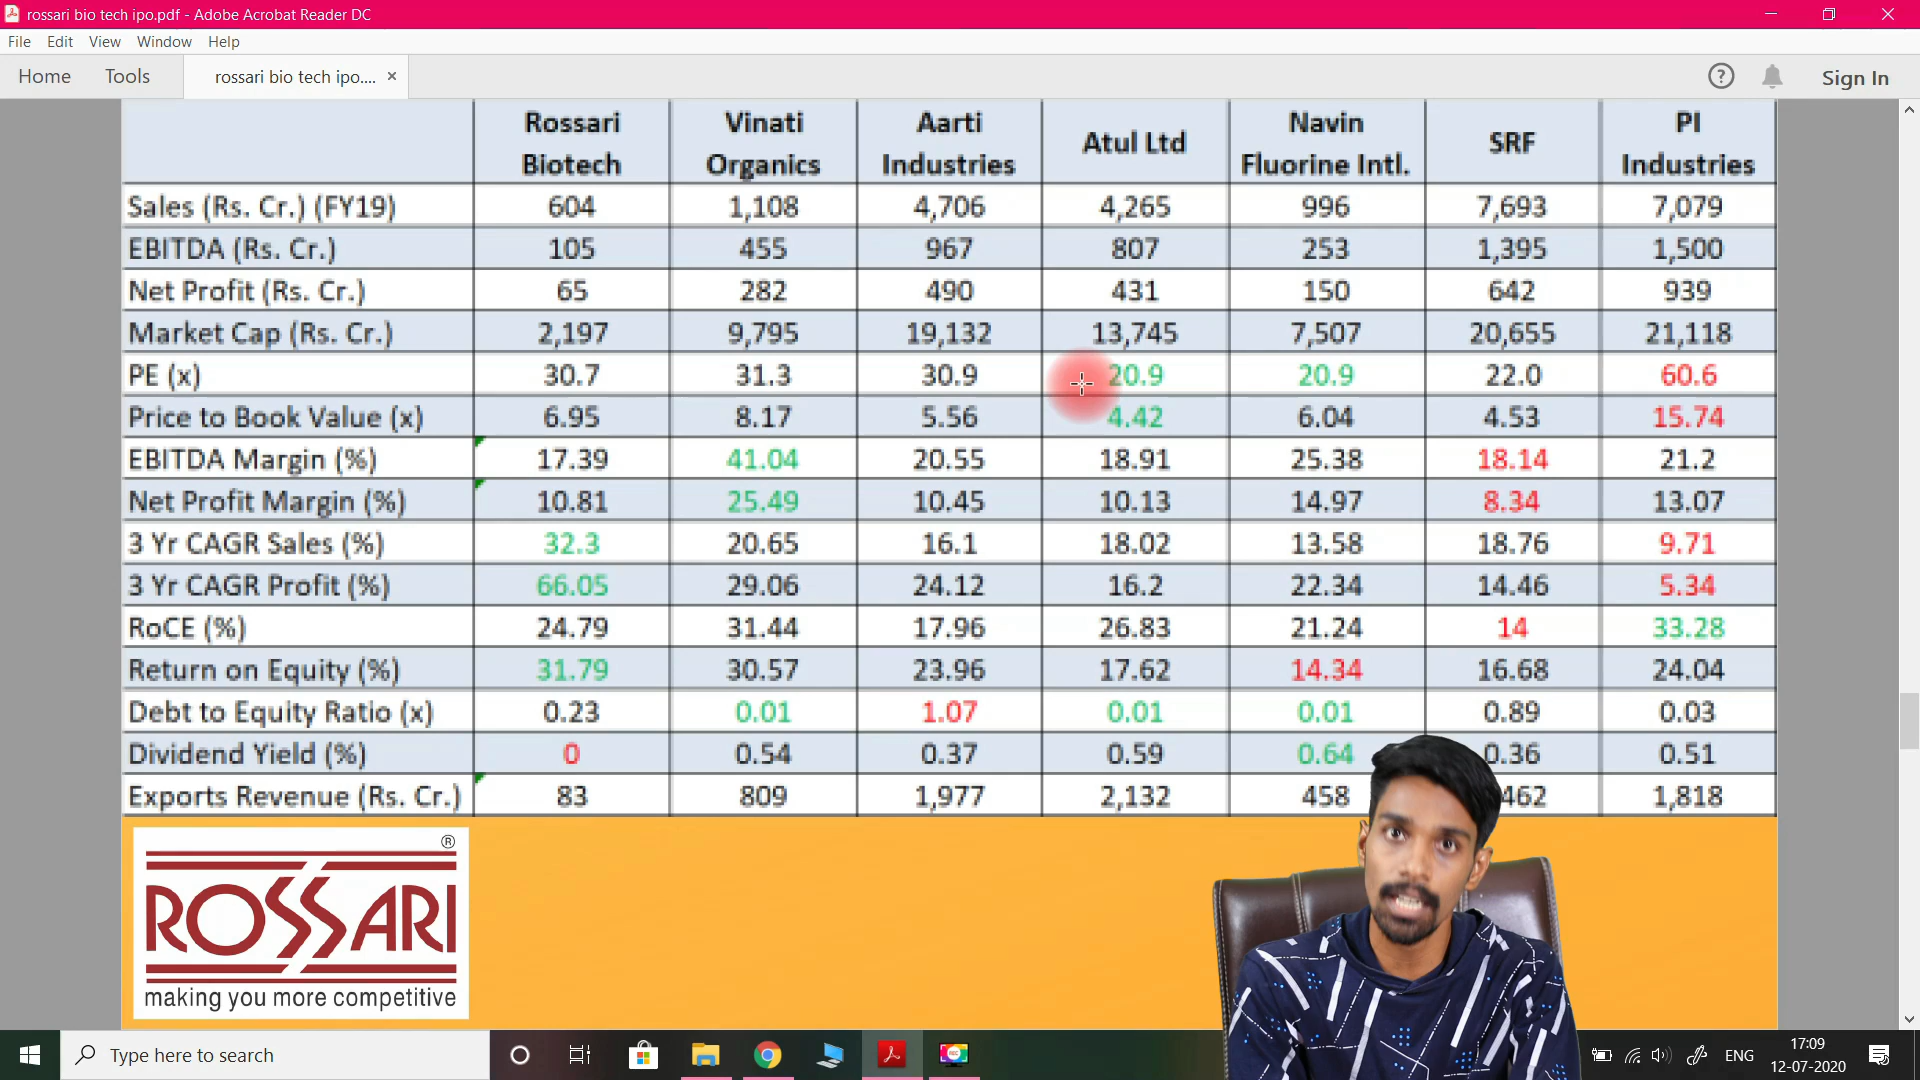 rossari bio tech ipo.pdf - Adobe Acrobat Reader DC
File Edit View Window Help
Home Tools rossari bio tech ipo.... × ? Sign In
Rossari Biotech Vinati Organics Aarti Industries Atul Ltd Navin Fluorine Intl. SRF PI Industries
Sales (Rs. Cr.) (FY19) 604 1,108 4,706 4,265 996 7,693 7,079
EBITDA (Rs. Cr.) 105 455 967 807 253 1,395 1,500
Net Profit (Rs. Cr.) 65 282 490 431 150 642 939
Market Cap (Rs. Cr.) 2,197 9,795 19,132 13,745 7,507 20,655 21,118
PE (x) 30.7 31.3 30.9 20.9 20.9 22.0 60.6
Price to Book Value (x) 6.95 8.17 5.56 4.42 6.04 4.53 15.74
EBITDA Margin (%) 17.39 41.04 20.55 18.91 25.38 18.14 21.2
Net Profit Margin (%) 10.81 25.49 10.45 10.13 14.97 8.34 13.07
3 Yr CAGR Sales (%) 32.3 20.65 16.1 18.02 13.58 18.76 9.71
3 Yr CAGR Profit (%) 66.05 29.06 24.12 16.2 22.34 14.46 5.34
RoCE (%) 24.79 31.44 17.96 26.83 21.24 14 33.28
Return on Equity (%) 31.79 30.57 23.96 17.62 14.34 16.68 24.04
Debt to Equity Ratio (x) 0.23 0.01 1.07 0.01 0.01 0.89 0.03
Dividend Yield (%) 0 0.54 0.37 0.59 0.64 0.36 0.51
Exports Revenue (Rs. Cr.) 83 809 1,977 2,132 458 462 1,818
®
ROSSARI
making you more competitive
Type here to search
ENG
17:09
12-07-2020